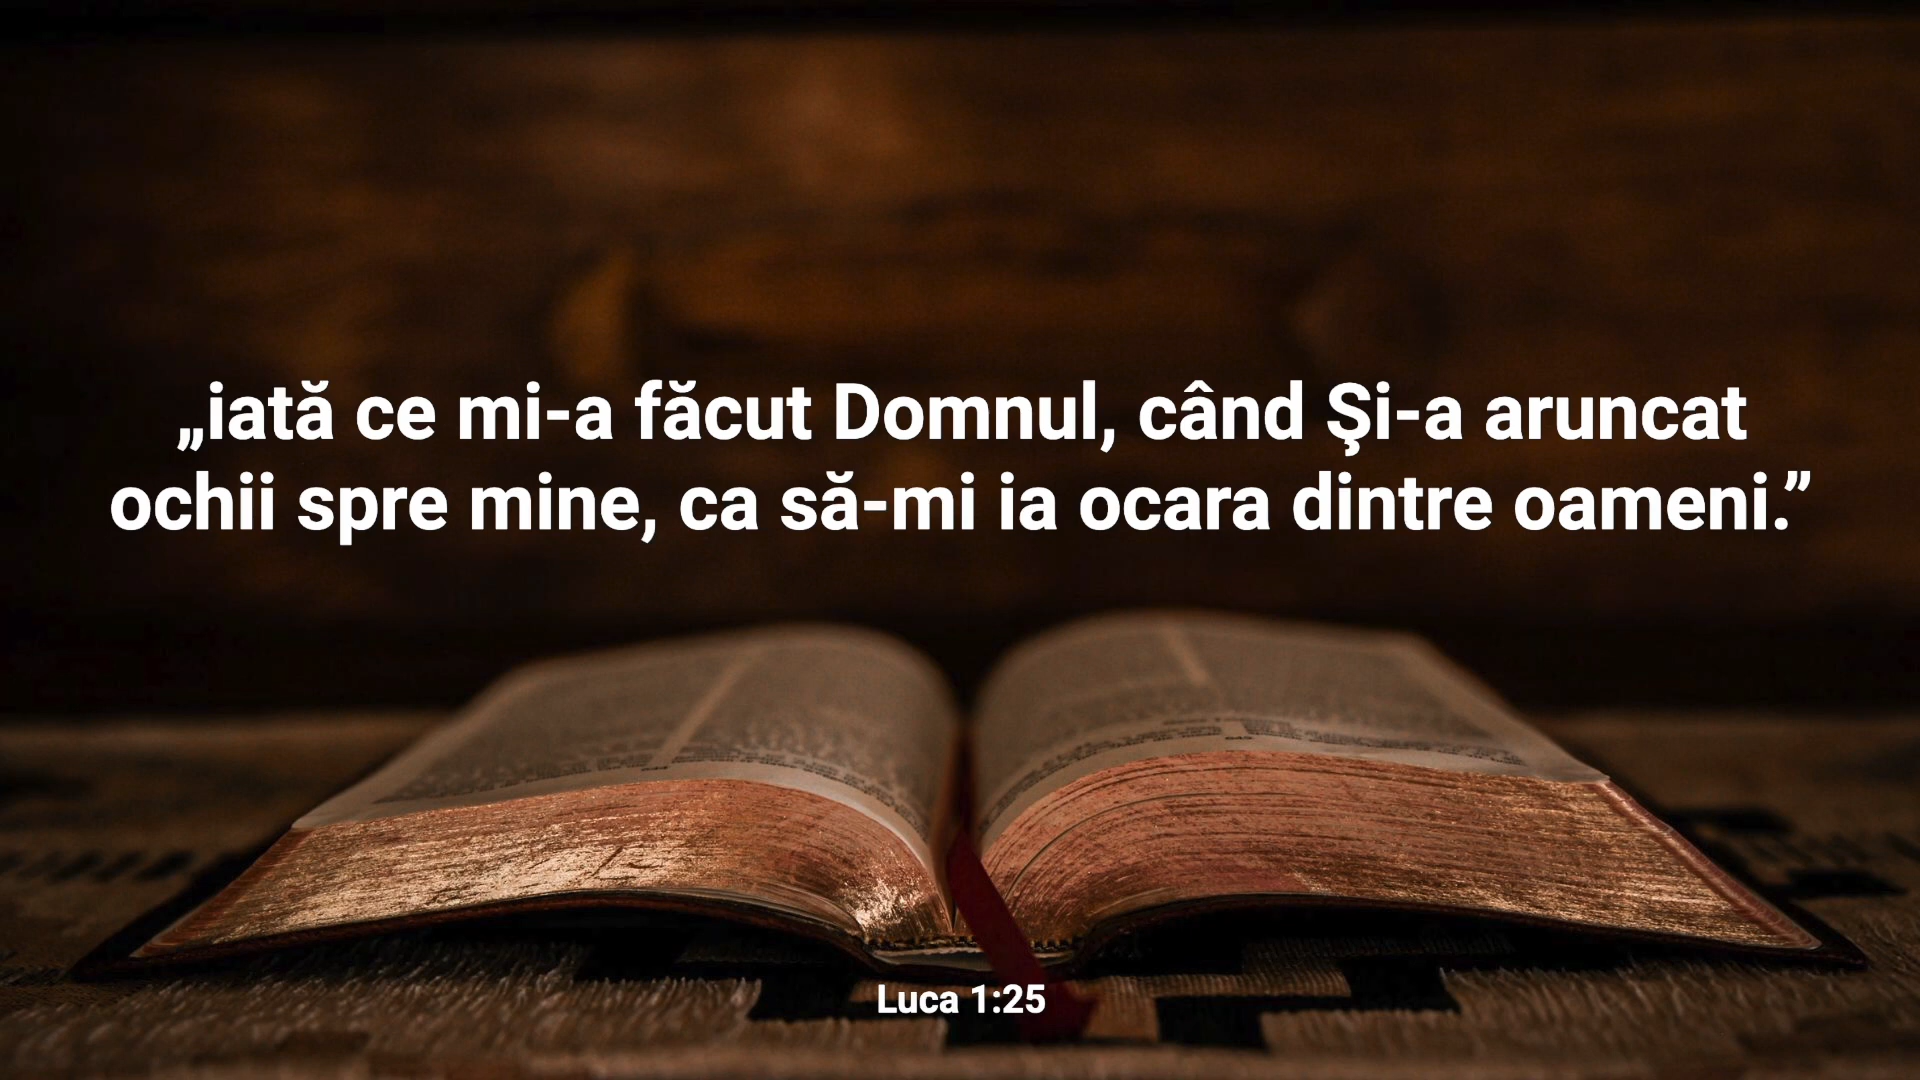 „iată ce mi-a făcut Domnul, când Şi-a aruncat
ochii spre mine, ca să-mi ia ocara dintre oameni.”
Luca 1:25